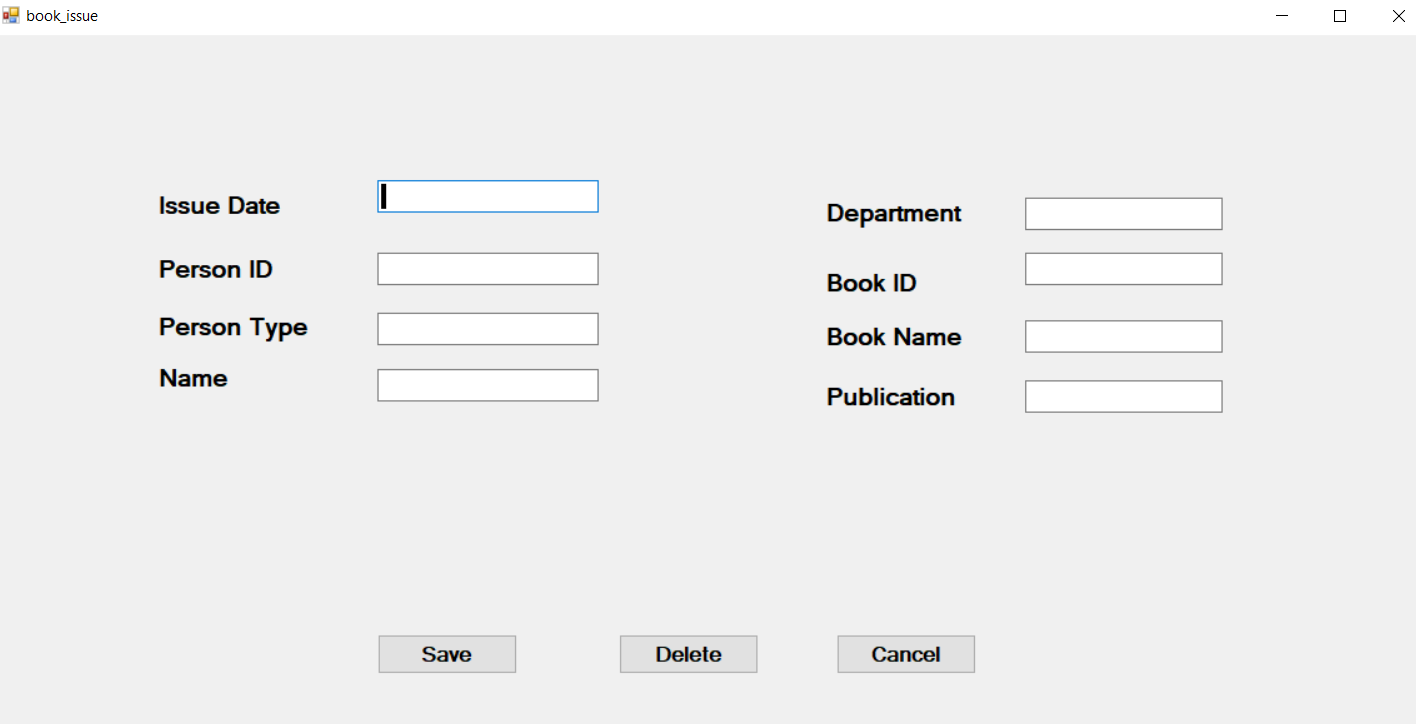 book_issue
Issue Date
Person ID
Person Type
Name
Department
Book ID
Book Name
Publication
Save
Delete
Cancel